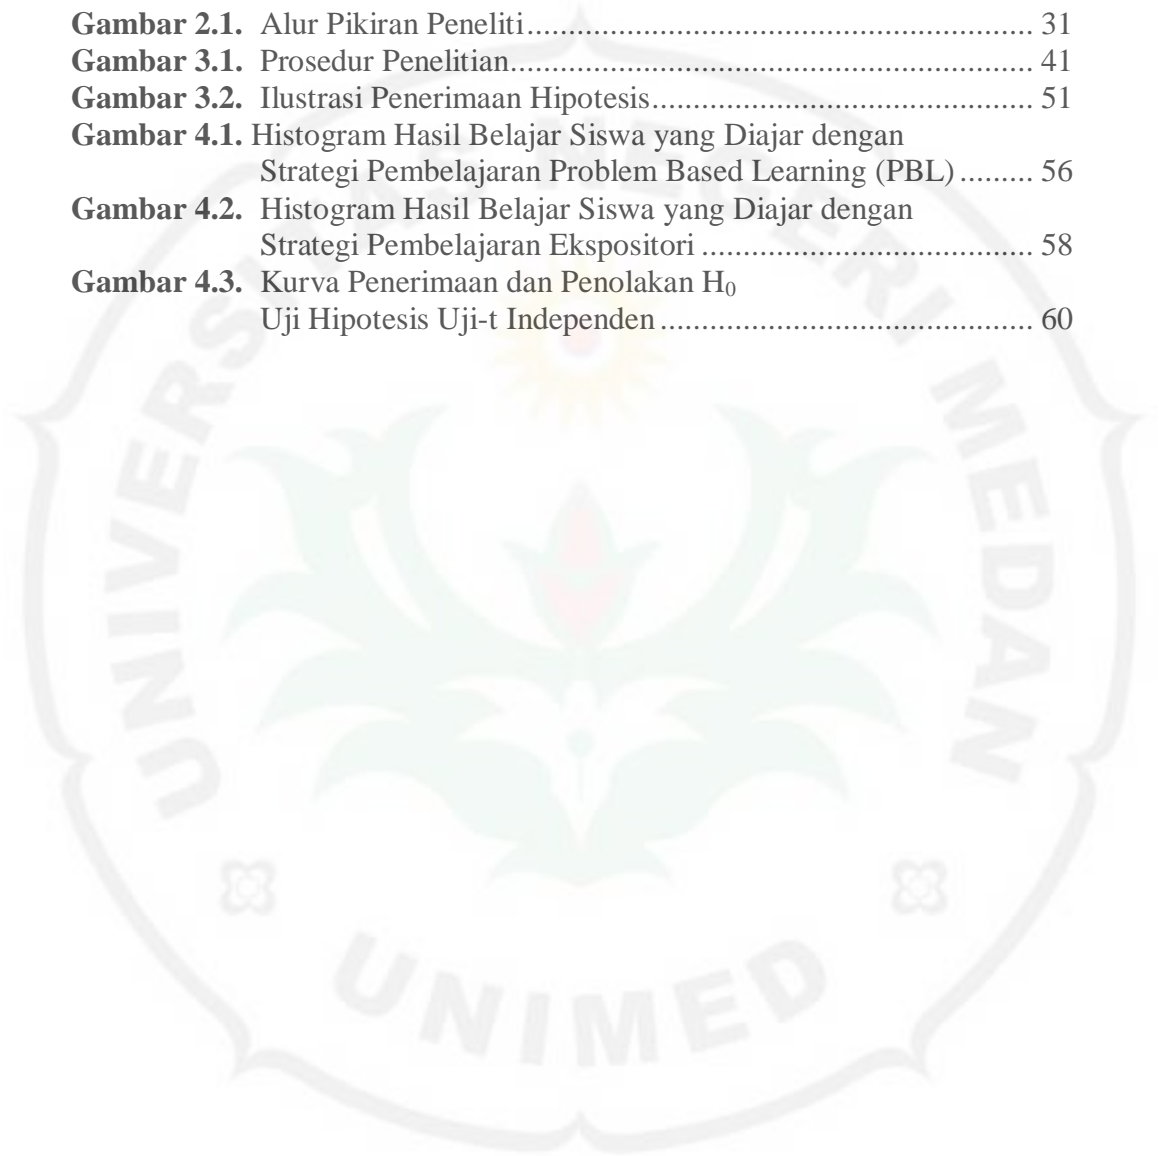 Gambar 2.1. Alur Pikiran Peneliti.............................................................. 31
Gambar 3.1. Prosedur Penelitian................................................................ 41
Gambar 3.2. Ilustrasi Penerimaan Hipotesis.............................................. 51
Gambar 4.1. Histogram Hasil Belajar Siswa yang Diajar dengan
Strategi Pembelajaran Problem Based Learning (PBL)......... 56
Gambar 4.2. Histogram Hasil Belajar Siswa yang Diajar dengan
Strategi Pembelajaran Ekspositori ........................................ 58
Gambar 4.3. Kurva Penerimaan dan Penolakan H₀
Uji Hipotesis Uji-t Independen.......................................... 60
UNIVERSITAS NEGERI MEDAN
UNIMED